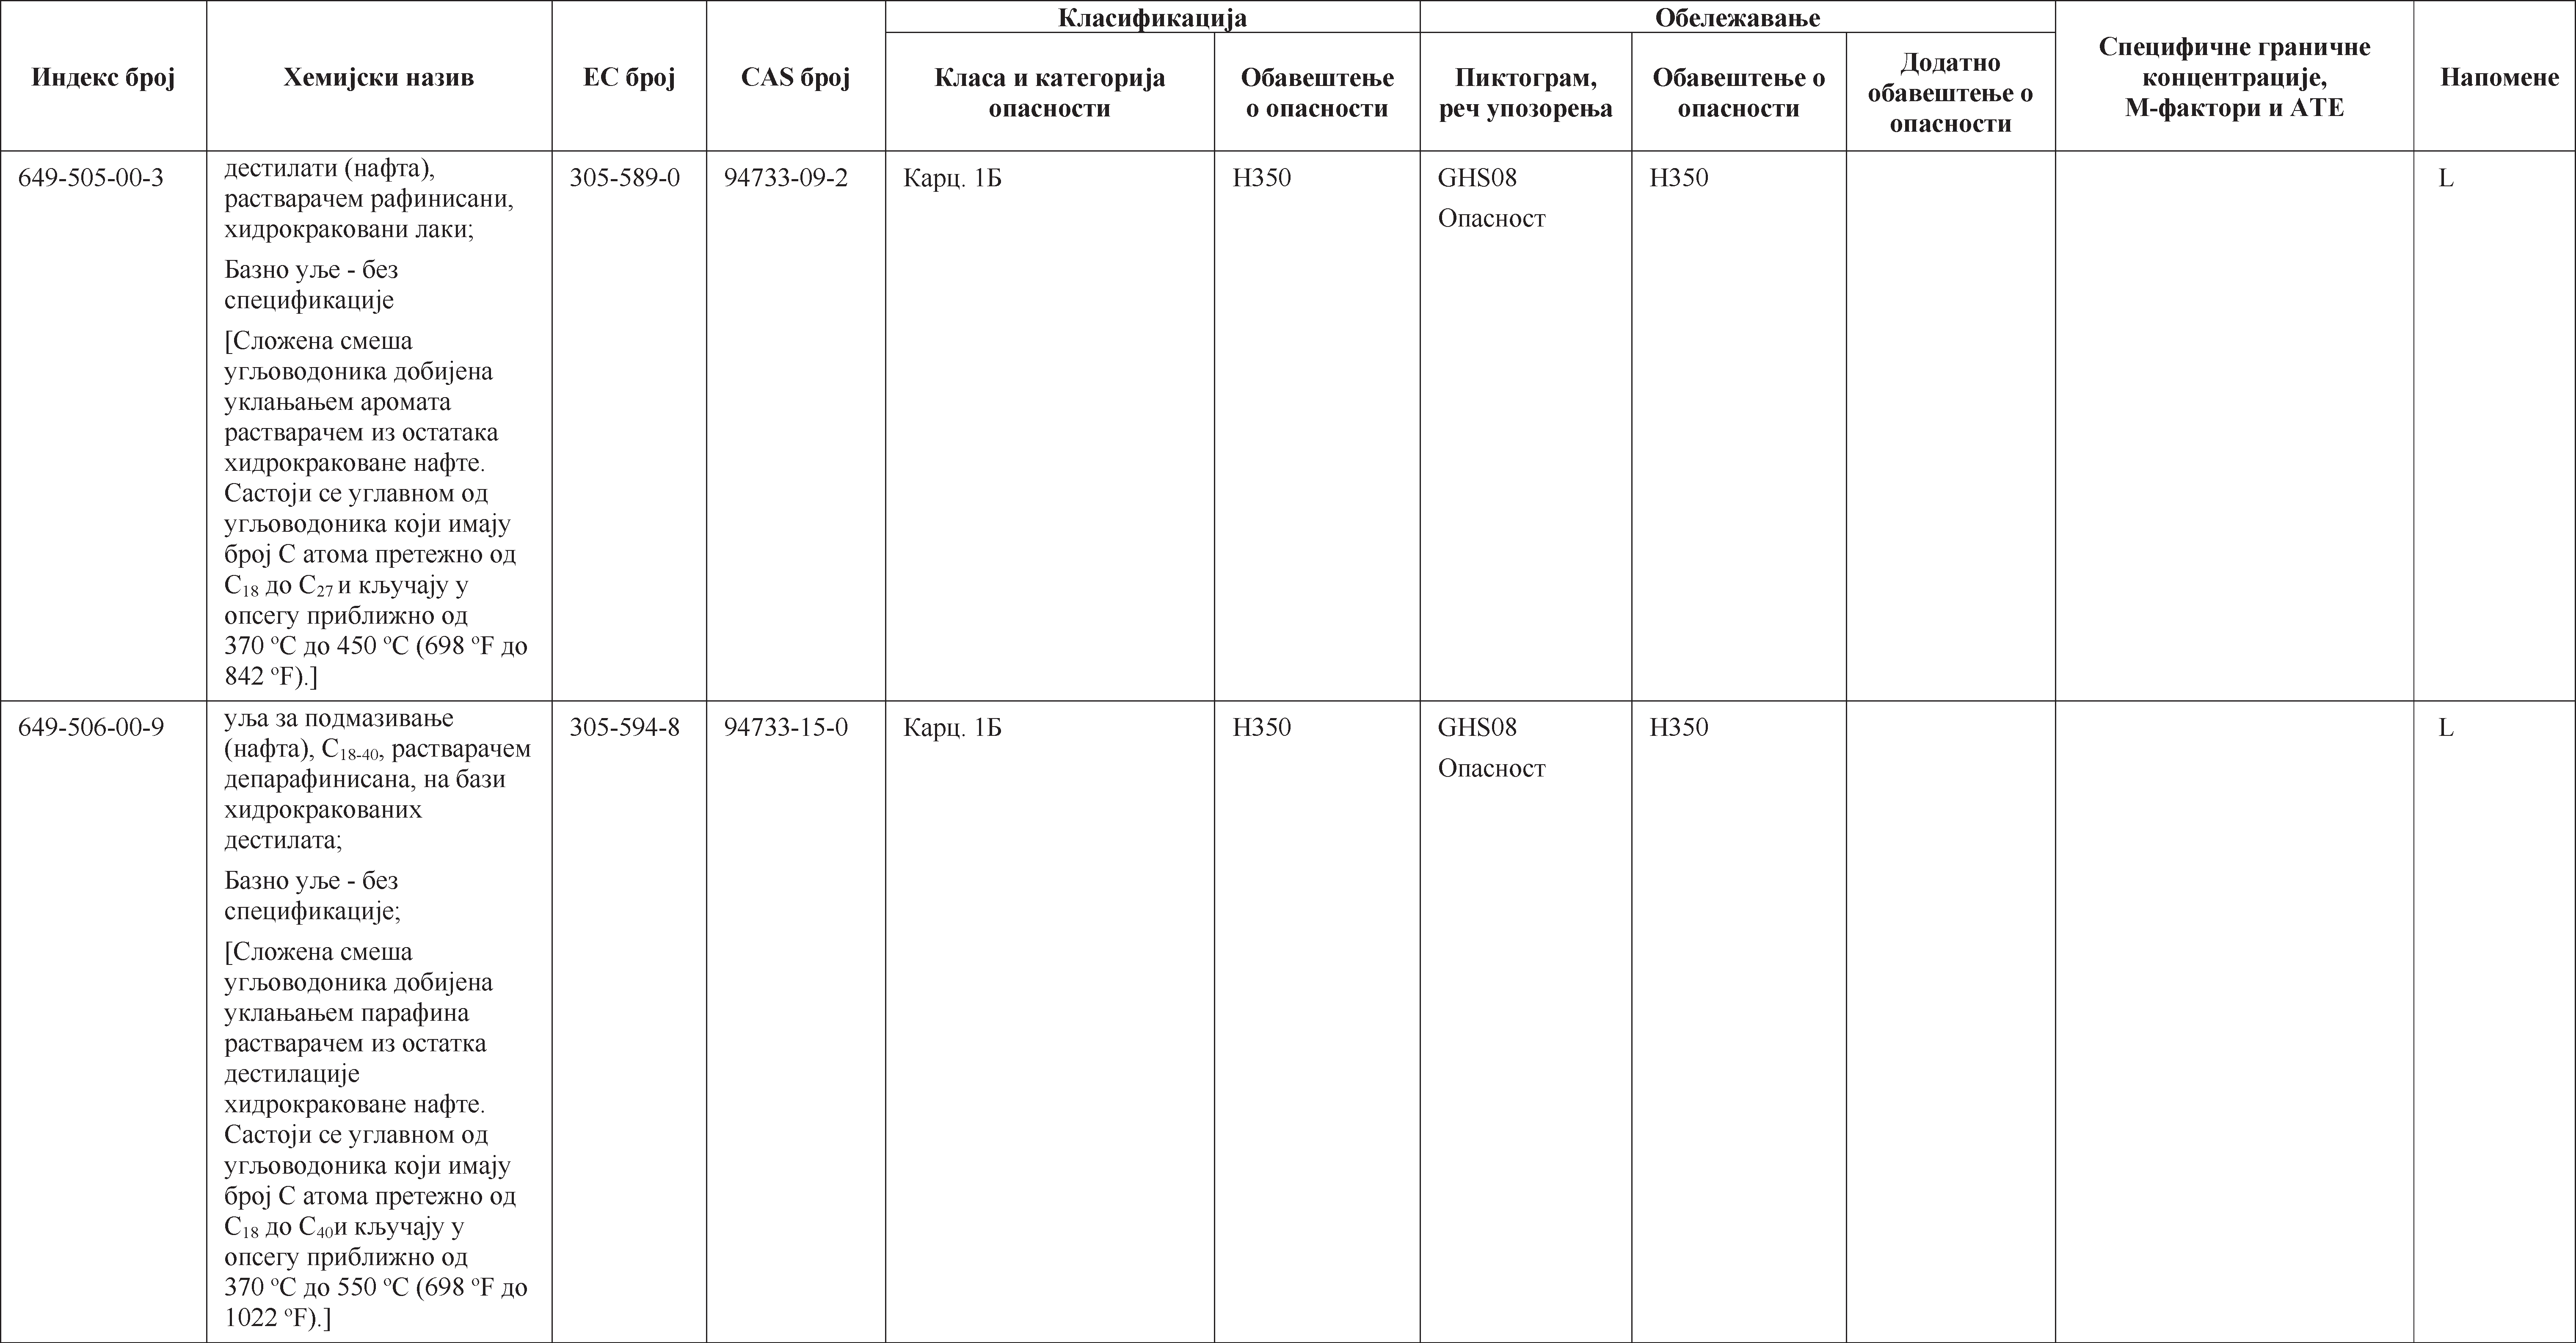 Индекс број
Хемијски назив
ЕС број
CAS број
Класификација
Обележавање
Специфичне граничне
концентрације,
М-фактори и АТЕ
Напомене
Класа и категорија
опасности
Обавештење
о опасности
Пиктограм,
реч упозорења
Обавештење о
опасности
Додатно
обавештење о
опасности
649-505-00-3
дестилати (нафта),
растварачем рафинисани,
хидрокраковани лаки;
Базно уље - без
спецификације
[Сложена смеша
угљоводоника добијена
уклањањем аромата
растварачем из остатака
хидрокраковане нафте.
Састоји се углавном од
угљоводоника који имају
број С атома претежно од
C₁₈ до C₂₇ и кључају у
опсегу приближно од
370 ºC до 450 ºC (698 ºF до
842 ºF).]
305-589-0
94733-09-2
Карц. 1Б
H350
GHS08
Опасност
H350
L
649-506-00-9
уља за подмазивање
(нафта), C₁₈₋₄₀, растварачем
депарафинисана, на бази
хидрокракованих
дестилата;
Базно уље - без
спецификације;
[Сложена смеша
угљоводоника добијена
уклањањем парафина
растварачем из остатка
дестилације
хидрокраковане нафте.
Састоји се углавном од
угљоводоника који имају
број С атома претежно од
C₁₈ до C₄₀и кључају у
опсегу приближно од
370 ºC до 550 ºC (698 ºF до
1022 ºF).]
305-594-8
94733-15-0
Карц. 1Б
H350
GHS08
Опасност
H350
L